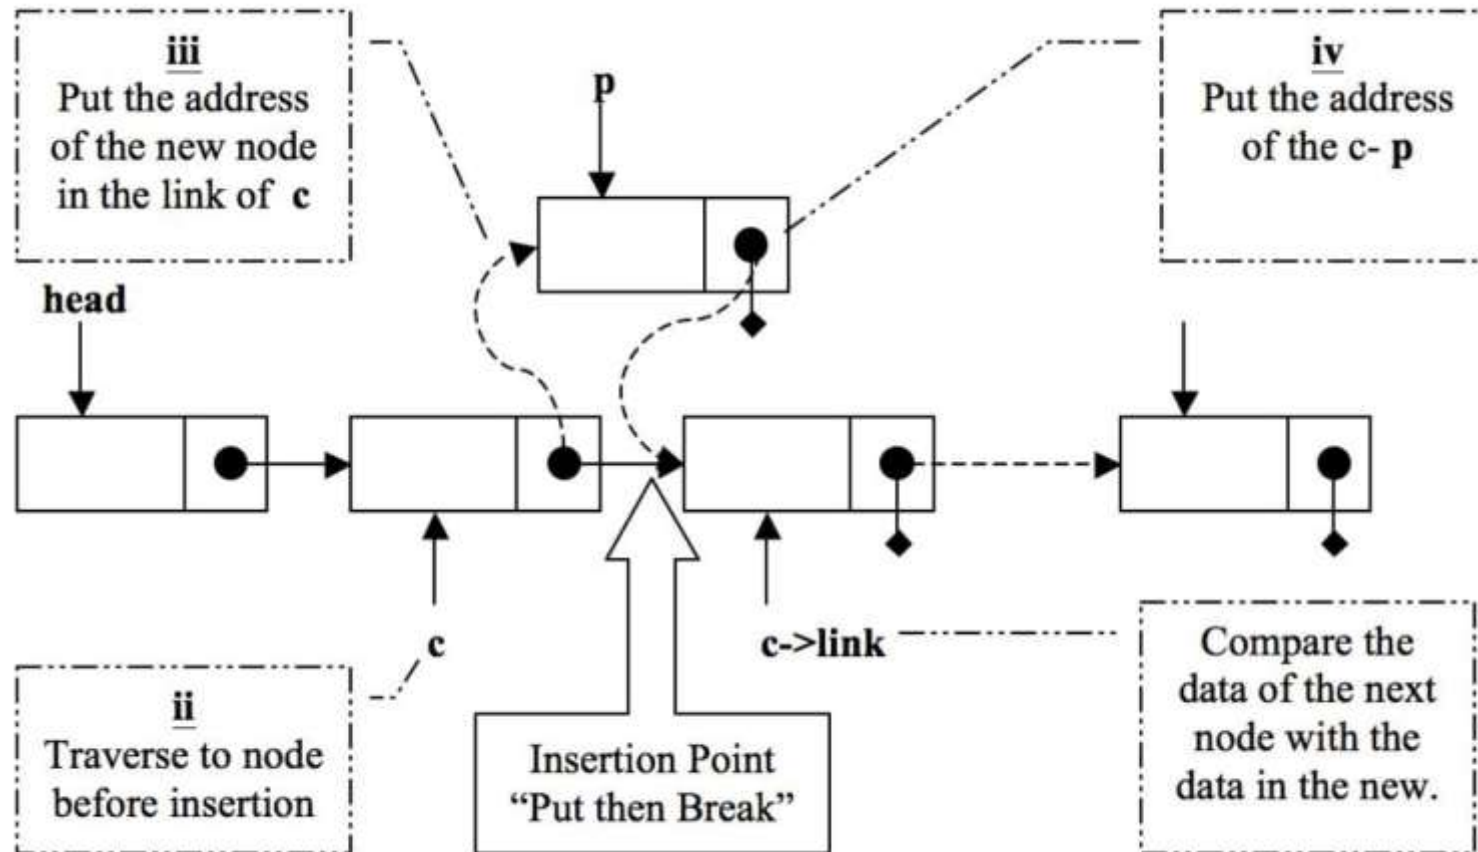 iii
Put the address
of the new node
in the link of c
p
iv
Put the address
of the c- p
head
c
c->link
ii
Traverse to node
before insertion
Insertion Point
“Put then Break”
Compare the
data of the next
node with the
data in the new.